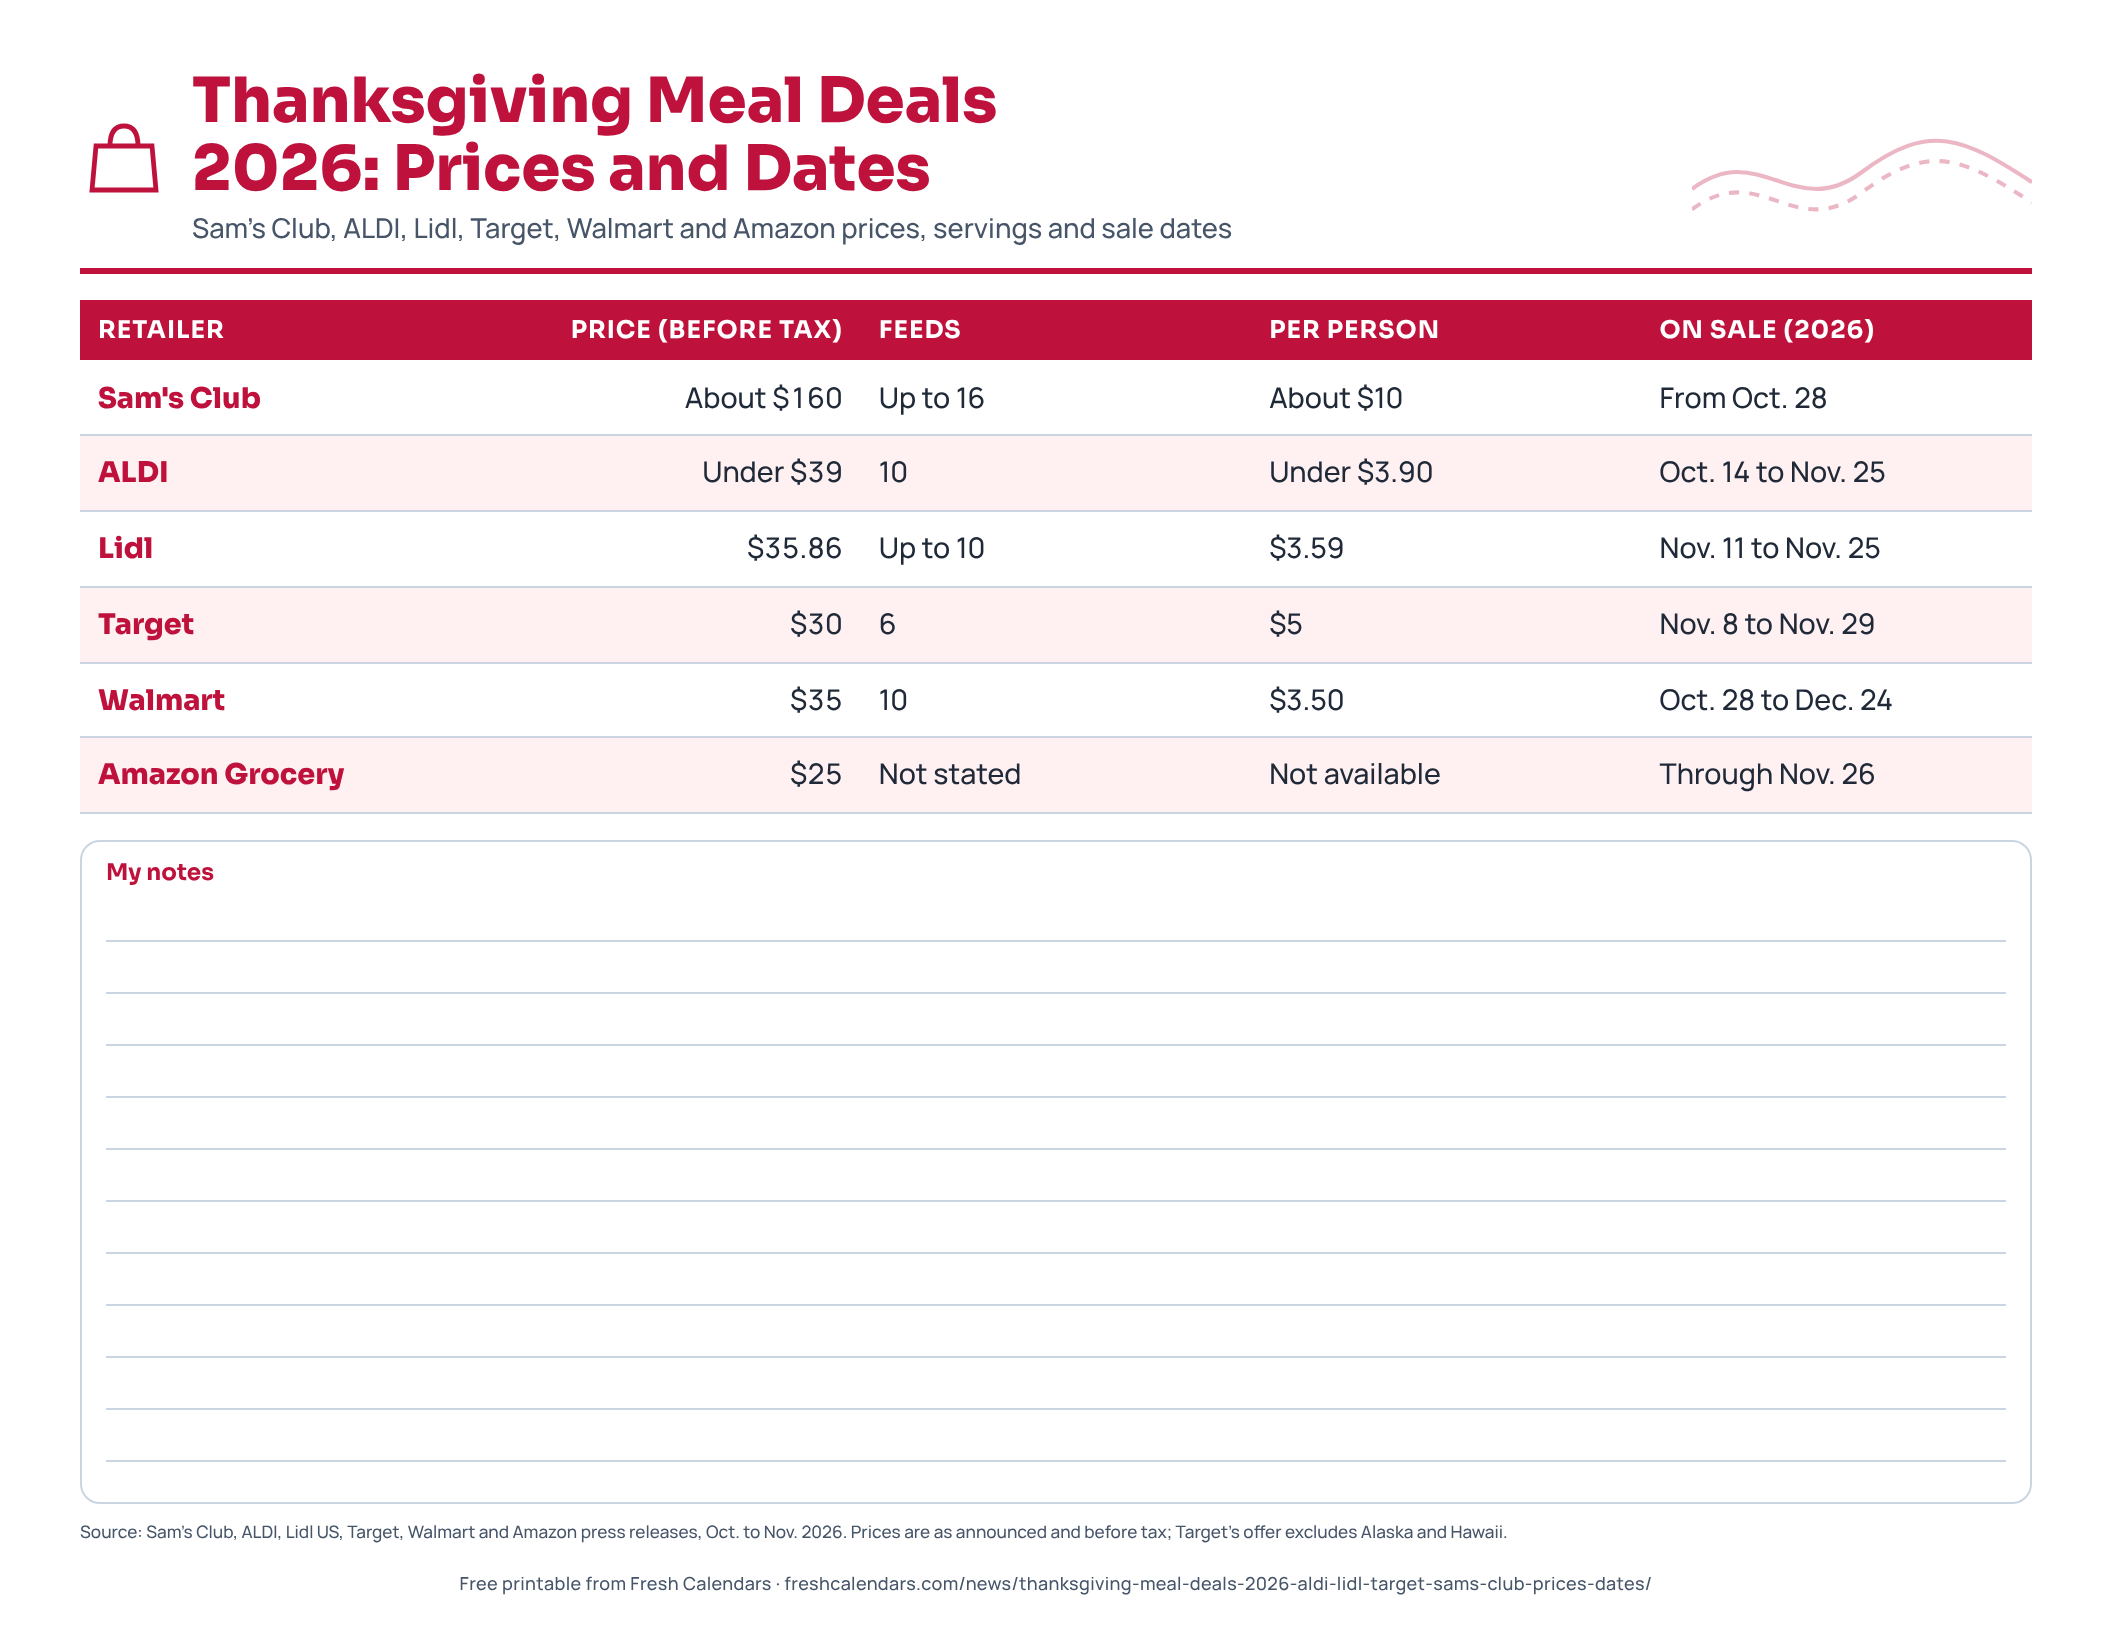 Thanksgiving Meal Deals
2026: Prices and Dates
Sam’s Club, ALDI, Lidl, Target, Walmart and Amazon prices, servings and sale dates
RETAILER PRICE (BEFORE TAX) FEEDS PER PERSON ON SALE (2026)
Sam's Club About $160 Up to 16 About $10 From Oct. 28
ALDI Under $39 10 Under $3.90 Oct. 14 to Nov. 25
Lidl $35.86 Up to 10 $3.59 Nov. 11 to Nov. 25
Target $30 6 $5 Nov. 8 to Nov. 29
Walmart $35 10 $3.50 Oct. 28 to Dec. 24
Amazon Grocery $25 Not stated Not available Through Nov. 26
My notes
Source: Sam’s Club, ALDI, Lidl US, Target, Walmart and Amazon press releases, Oct. to Nov. 2026. Prices are as announced and before tax; Target’s offer excludes Alaska and Hawaii.
Free printable from Fresh Calendars · freshcalendars.com/news/thanksgiving-meal-deals-2026-aldi-lidl-target-sams-club-prices-dates/